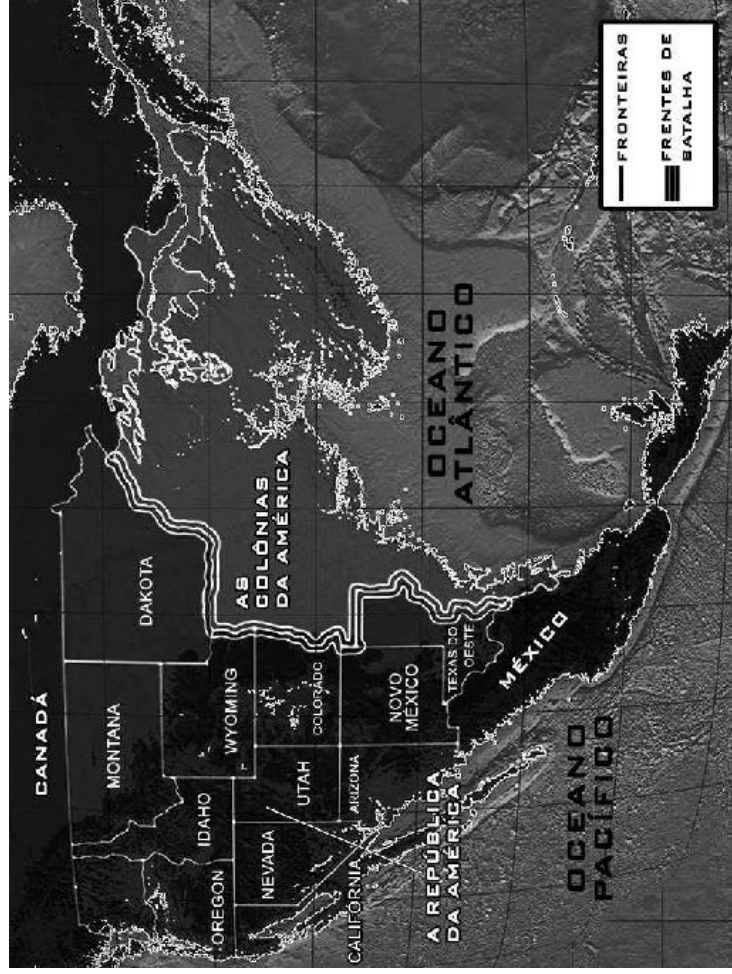 CANADÁ
MONTANA
DAKOTA
IDAHO
OREGON
WYOMING
NEVADA
UTAH
COLORADO
CALIFORNIA
ARIZONA
NOVO
MÉXICO
TEXAS DO
OESTE
AS
COLÔNIAS
DA AMÉRICA
A REPÚBLICA
DA AMÉRICA
MÉXICO
OCEANO
ATLÂNTICO
OCEANO
PACÍFICO
FRONTEIRAS
FRENTES DE
BATALHA